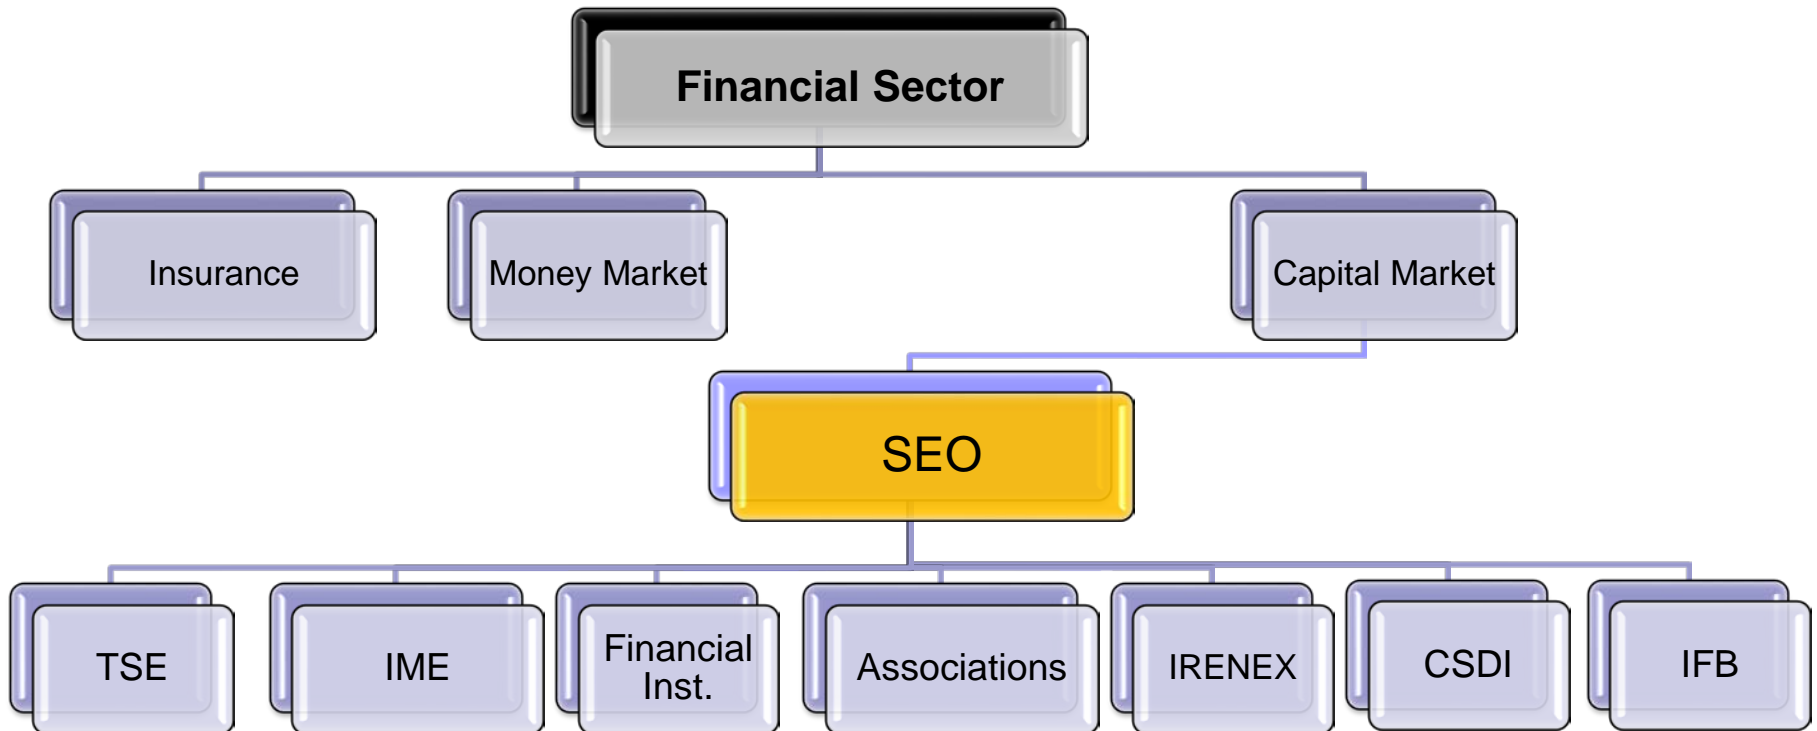 Financial Sector
Insurance
Money Market
Capital Market
SEO
TSE
IME
Financial
Inst.
Associations
IRENEX
CSDI
IFB